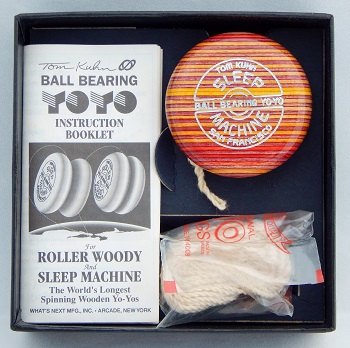 Tom Kuhn
BALL BEARING
YOYO
INSTRUCTION
BOOKLET
For
ROLLER WOODY
And
SLEEP MACHINE
The World's Longest
Spinning Wooden Yo-Yos
WHAT'S NEXT MFG., INC. • ARCADE, NEW YORK
TOM KUHN
SLEEP
BALL BEARING YO-YO
MACHINE
SAN FRANCISCO